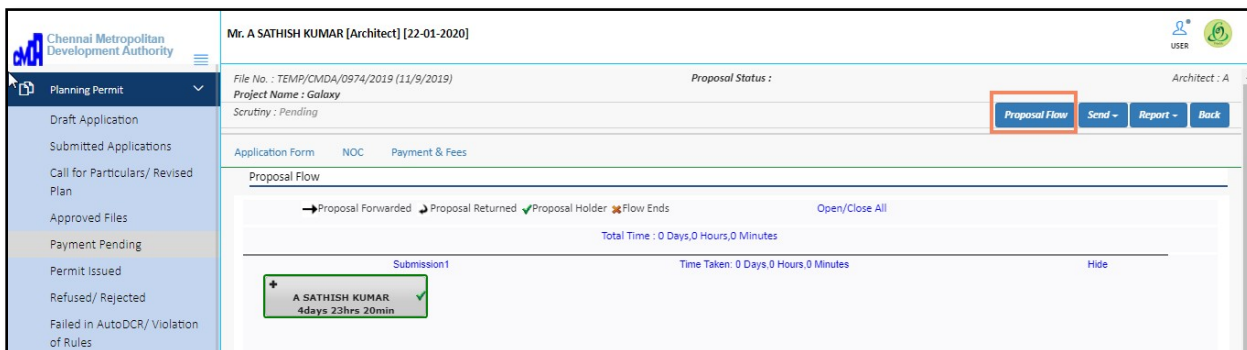 Chennai Metropolitan
Development Authority
Mr. A SATHISH KUMAR [Architect] [22-01-2020]
USER
Planning Permit
Draft Application
Submitted Applications
Call for Particulars/ Revised
Plan
Approved Files
Payment Pending
Permit Issued
Refused/ Rejected
Failed in AutoDCR/ Violation
of Rules
File No. : TEMP/CMDA/0974/2019 (11/9/2019) Proposal Status : Architect : A
Project Name : Galaxy
Scrutiny : Pending
Proposal Flow Send Report Back
Application Form NOC Payment & Fees
Proposal Flow
Proposal Forwarded Proposal Returned Proposal Holder Flow Ends Open/Close All
Total Time : 0 Days,0 Hours,0 Minutes
Submission1 Time Taken: 0 Days,0 Hours,0 Minutes Hide
A SATHISH KUMAR
4days 23hrs 20min